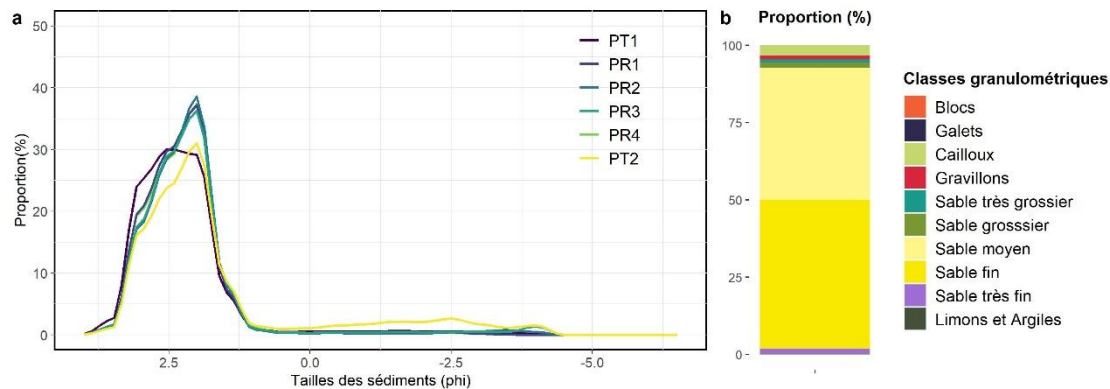 a
50
40
30
20
10
0
Proportion(%)
2.5
0.0
-2.5
-5.0
Tailles des sédiments (phi)
PT1
PR1
PR2
PR3
PR4
PT2
b
Proportion (%)
100
75
50
25
0
Classes granulométriques
Blocs
Galets
Cailloux
Gravillons
Sable très grossier
Sable grosssier
Sable moyen
Sable fin
Sable très fin
Limons et Argiles